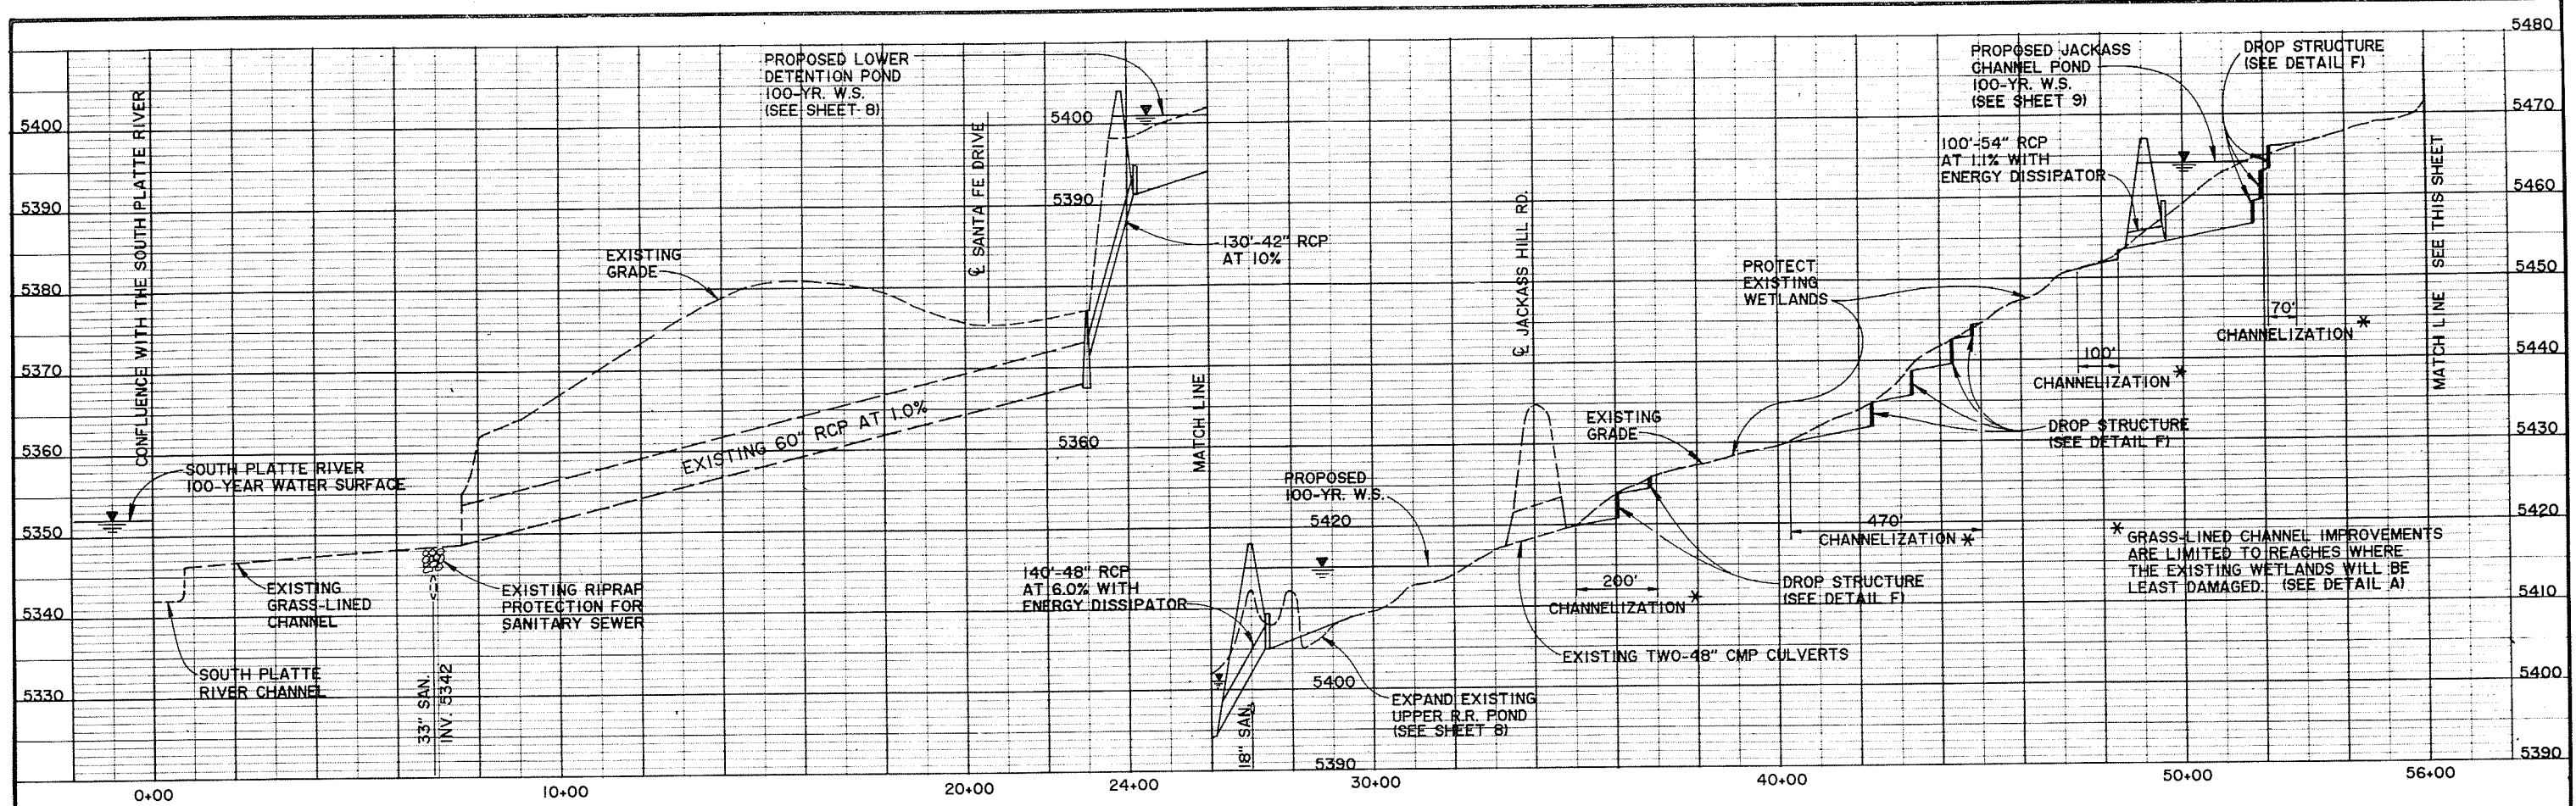 5480
PROPOSED LOWER
DETENTION POND
100-YR. W.S.
(SEE SHEET 8)
PROPOSED JACKASS
CHANNEL POND
100-YR. W.S.
(SEE SHEET 9)
DROP STRUCTURE
(SEE DETAIL F)
CONFLUENCE WITH THE SOUTH PLATTE RIVER
5400
5390
5380
5370
5360
5350
5340
5330
℄ SANTA FE DRIVE
5400
5390
5360
130'-42" RCP
AT 10%
EXISTING
GRADE
EXISTING 60" RCP AT 1.0%
SOUTH PLATTE RIVER
100-YEAR WATER SURFACE
EXISTING
GRASS-LINED
CHANNEL
EXISTING RIPRAP
PROTECTION FOR
SANITARY SEWER
SOUTH PLATTE
RIVER CHANNEL
33" SAN.
INV. 5342
MATCH LINE
140'-48" RCP
AT 6.0% WITH
ENERGY DISSIPATOR
18" SAN.
PROPOSED
100-YR. W.S.
5420
5400
5390
EXPAND EXISTING
UPPER R.R. POND
(SEE SHEET 8)
℄ JACKASS HILL RD.
EXISTING
GRADE
EXISTING TWO-48" CMP CULVERTS
200'
CHANNELIZATION *
DROP STRUCTURE
(SEE DETAIL F)
PROTECT
EXISTING
WETLANDS
470'
CHANNELIZATION *
DROP STRUCTURE
(SEE DETAIL F)
100'-54" RCP
AT 1.1% WITH
ENERGY DISSIPATOR
100'
CHANNELIZATION *
70'
CHANNELIZATION *
* GRASS-LINED CHANNEL IMPROVEMENTS
ARE LIMITED TO REACHES WHERE
THE EXISTING WETLANDS WILL BE
LEAST DAMAGED. (SEE DETAIL A)
MATCH LINE SEE THIS SHEET
5470
5460
5450
5440
5430
5420
5410
5400
5390
0+00
10+00
20+00
24+00
30+00
40+00
50+00
56+00